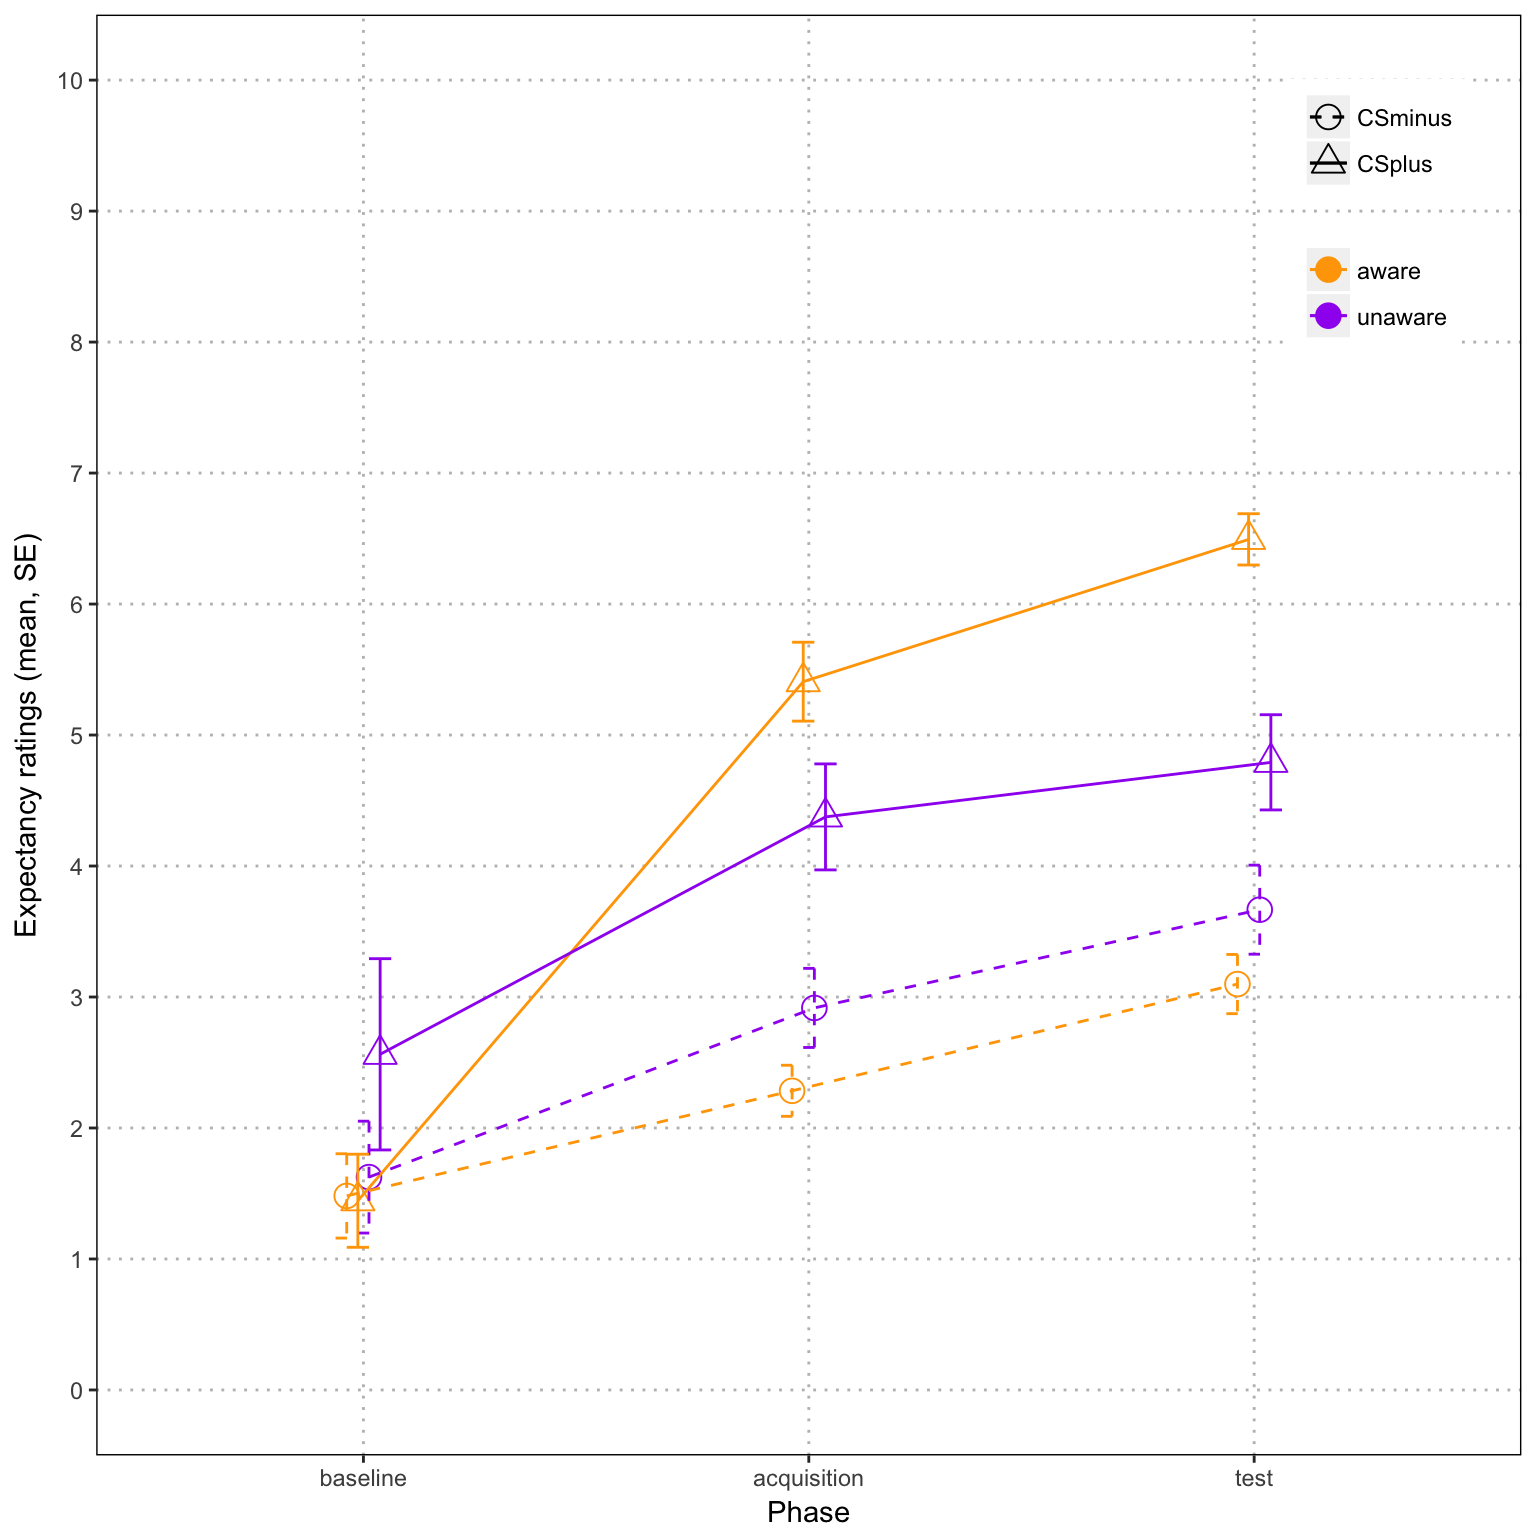 10
9
8
7
6
5
4
3
2
1
0
Expectancy ratings (mean, SE)
CSminus
CSplus
aware
unaware
baseline acquisition test
Phase